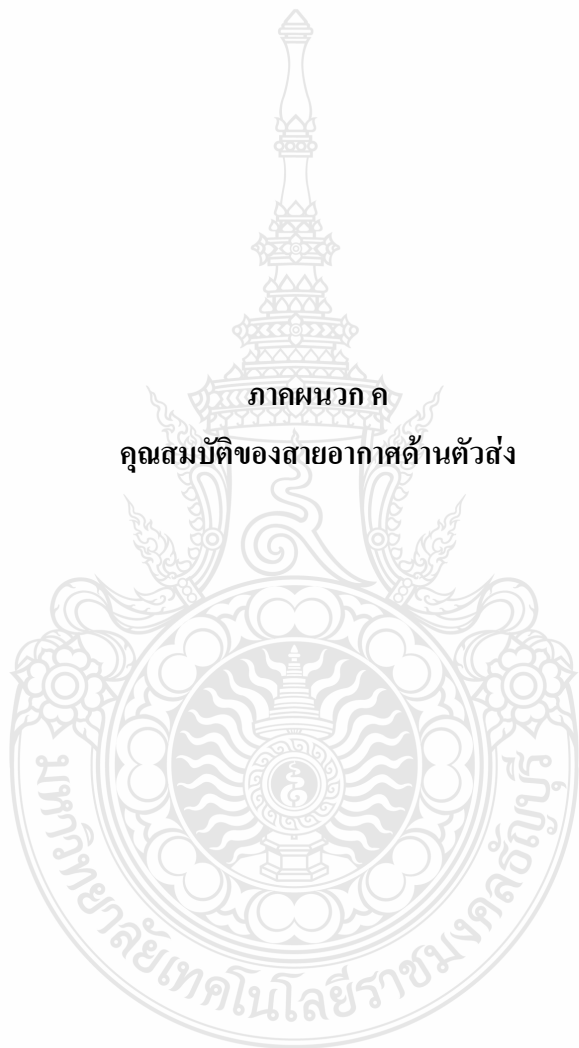 ภาคผนวก ค
คุณสมบัติของสายอากาศด้านตัวส่ง
มหาวิทยาลัยเทคโนโลยีราชมงคลธัญบุรี